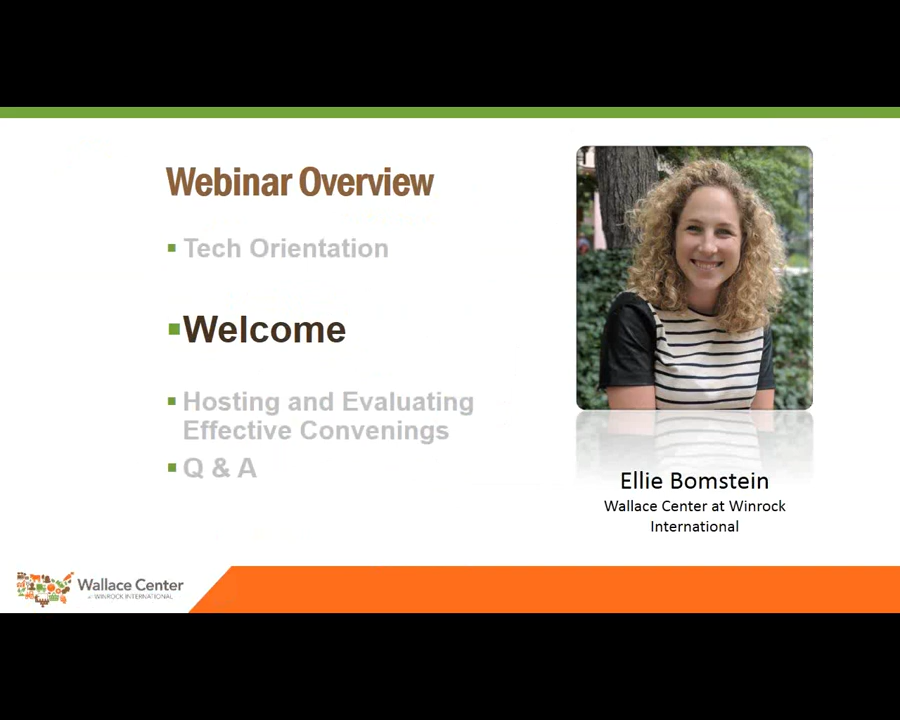 Webinar Overview
Tech Orientation
Welcome
Hosting and Evaluating
Effective Convenings
Q & A
Ellie Bomstein
Wallace Center at Winrock
International
Wallace Center
at WINROCK INTERNATIONAL